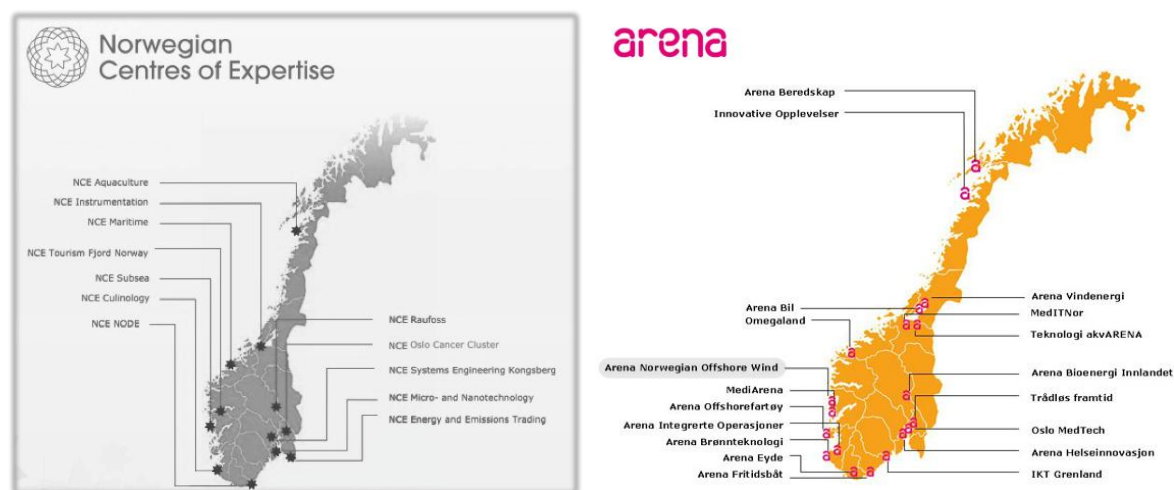 Norwegian
Centres of Expertise
NCE Aquaculture
NCE Instrumentation
NCE Maritime
NCE Tourism Fjord Norway
NCE Subsea
NCE Culinology
NCE NODE
NCE Raufoss
NCE Oslo Cancer Cluster
NCE Systems Engineering Kongsberg
NCE Micro- and Nanotechnology
NCE Energy and Emissions Trading
arena
Arena Beredskap
Innovative Opplevelser
Arena Bil
Omegaland
Arena Norwegian Offshore Wind
MediArena
Arena Offshorefartøy
Arena Integrerte Operasjoner
Arena Brønnteknologi
Arena Eyde
Arena Fritidsbåt
Arena Vindenergi
MedITNor
Teknologi akvARENA
Arena Bioenergi Innlandet
Trådløs framtid
Oslo MedTech
Arena Helseinnovasjon
IKT Grenland